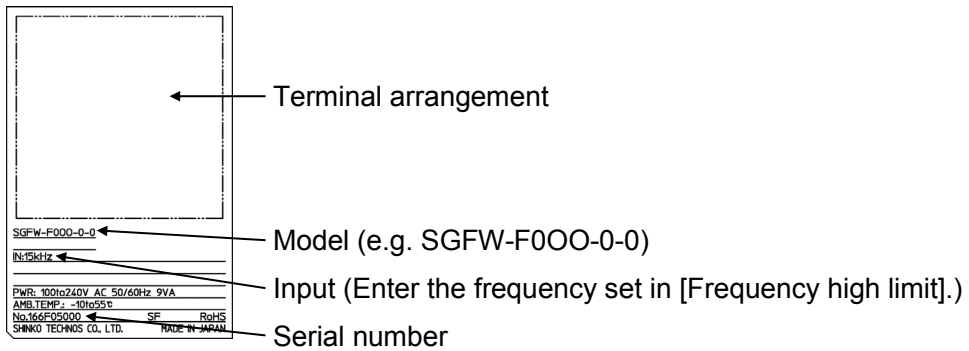 Terminal arrangement
SGFW-F0OO-0-0
Model (e.g. SGFW-F0OO-0-0)
IN:15kHz
Input (Enter the frequency set in [Frequency high limit].)
PWR: 100to240V AC 50/60Hz 9VA
AMB.TEMP.: -10to55℃
No.166F05000 SF RoHS
Serial number
SHINKO TECHNOS CO., LTD. MADE IN JAPAN